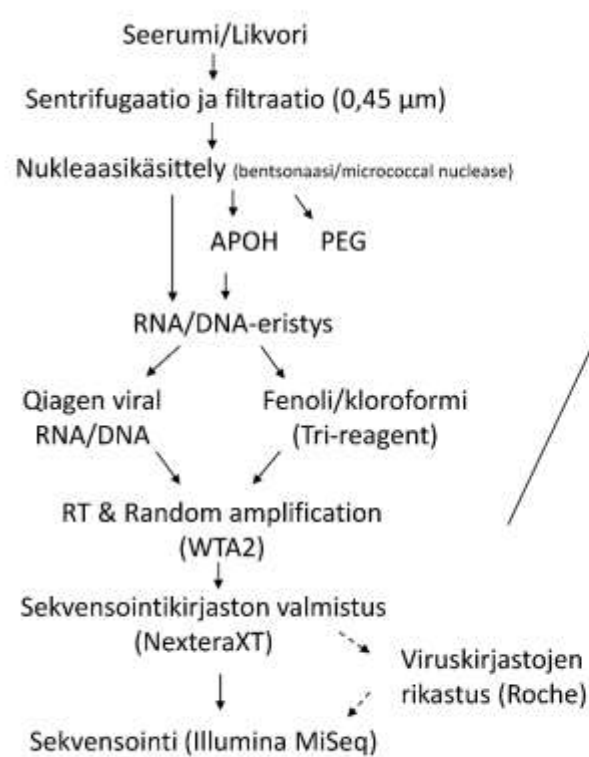 Seerumi/Likvori
Sentrifugaatio ja filtraatio (0,45 µm)
Nukleaasikäsittely (bentsonaasi/micrococcal nuclease)
APOH PEG
RNA/DNA-eristys
Qiagen viral
RNA/DNA
Fenoli/kloroformi
(Tri-reagent)
RT & Random amplification
(WTA2)
Sekvensointikirjaston valmistus
(NexteraXT)
Viruskirjastojen
rikastus (Roche)
Sekvensointi (Illumina MiSeq)